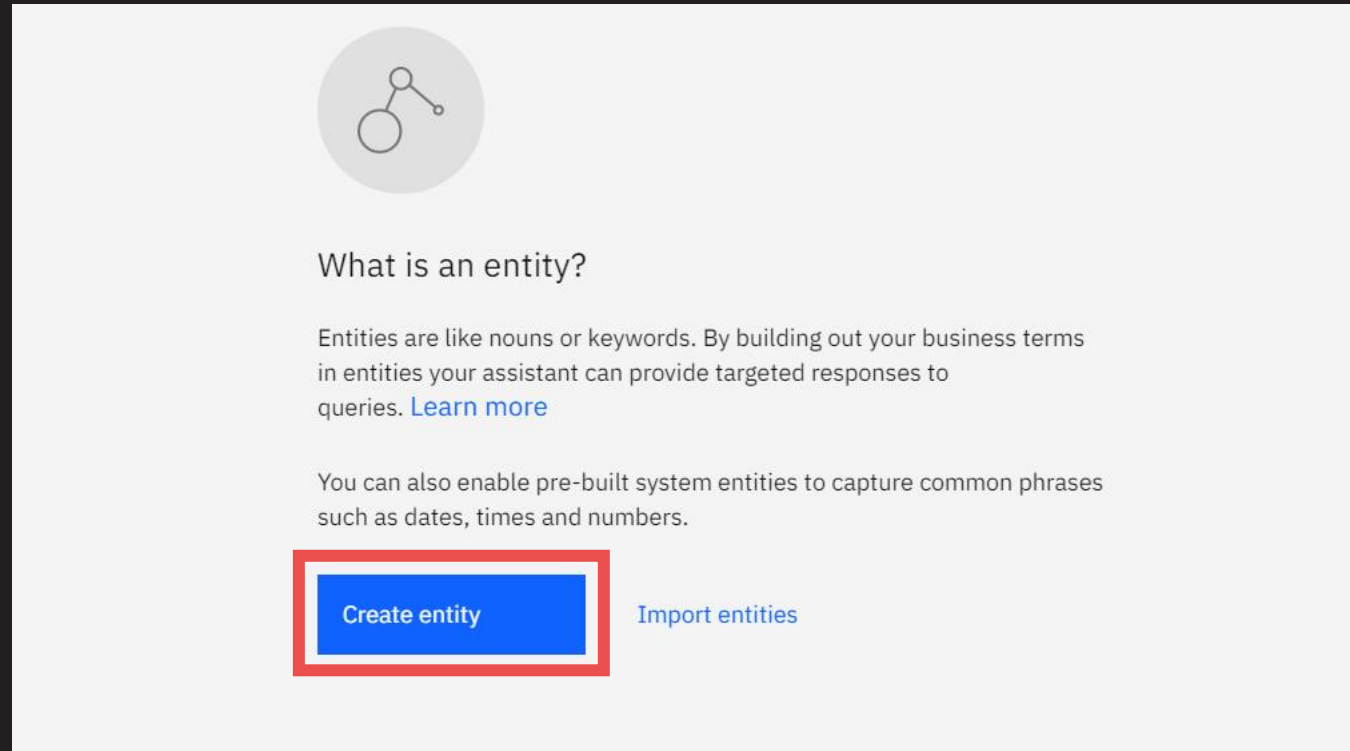 What is an entity?
Entities are like nouns or keywords. By building out your business terms
in entities your assistant can provide targeted responses to
queries. Learn more
You can also enable pre-built system entities to capture common phrases
such as dates, times and numbers.
Create entity
Import entities